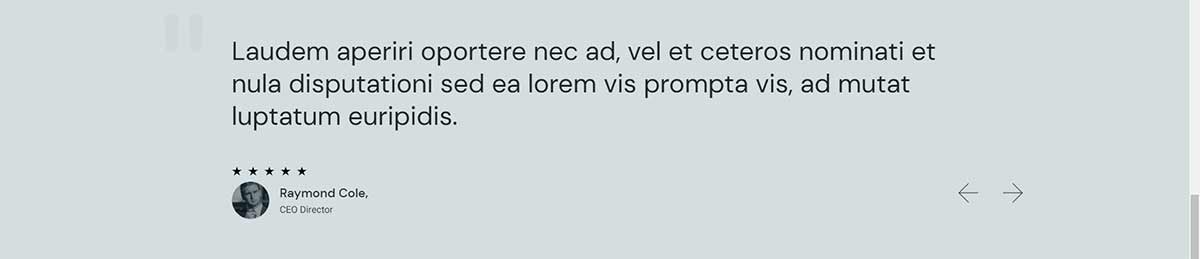 "
Laudem aperiri oportere nec ad, vel et ceteros nominati et
nula disputationi sed ea lorem vis prompta vis, ad mutat
luptatum euripidis.
★ ★ ★ ★ ★
Raymond Cole,
CEO Director